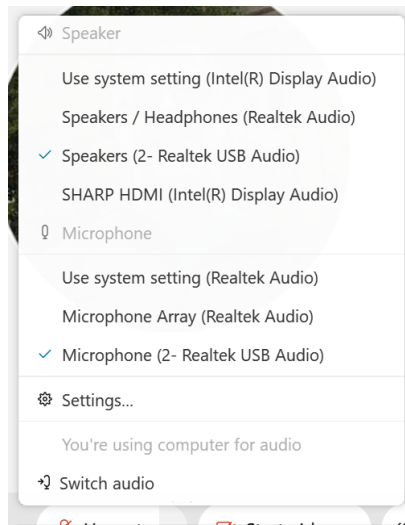 Speaker
Use system setting (Intel(R) Display Audio)
Speakers / Headphones (Realtek Audio)
Speakers (2- Realtek USB Audio)
SHARP HDMI (Intel(R) Display Audio)
Microphone
Use system setting (Realtek Audio)
Microphone Array (Realtek Audio)
Microphone (2- Realtek USB Audio)
Settings...
You're using computer for audio
Switch audio